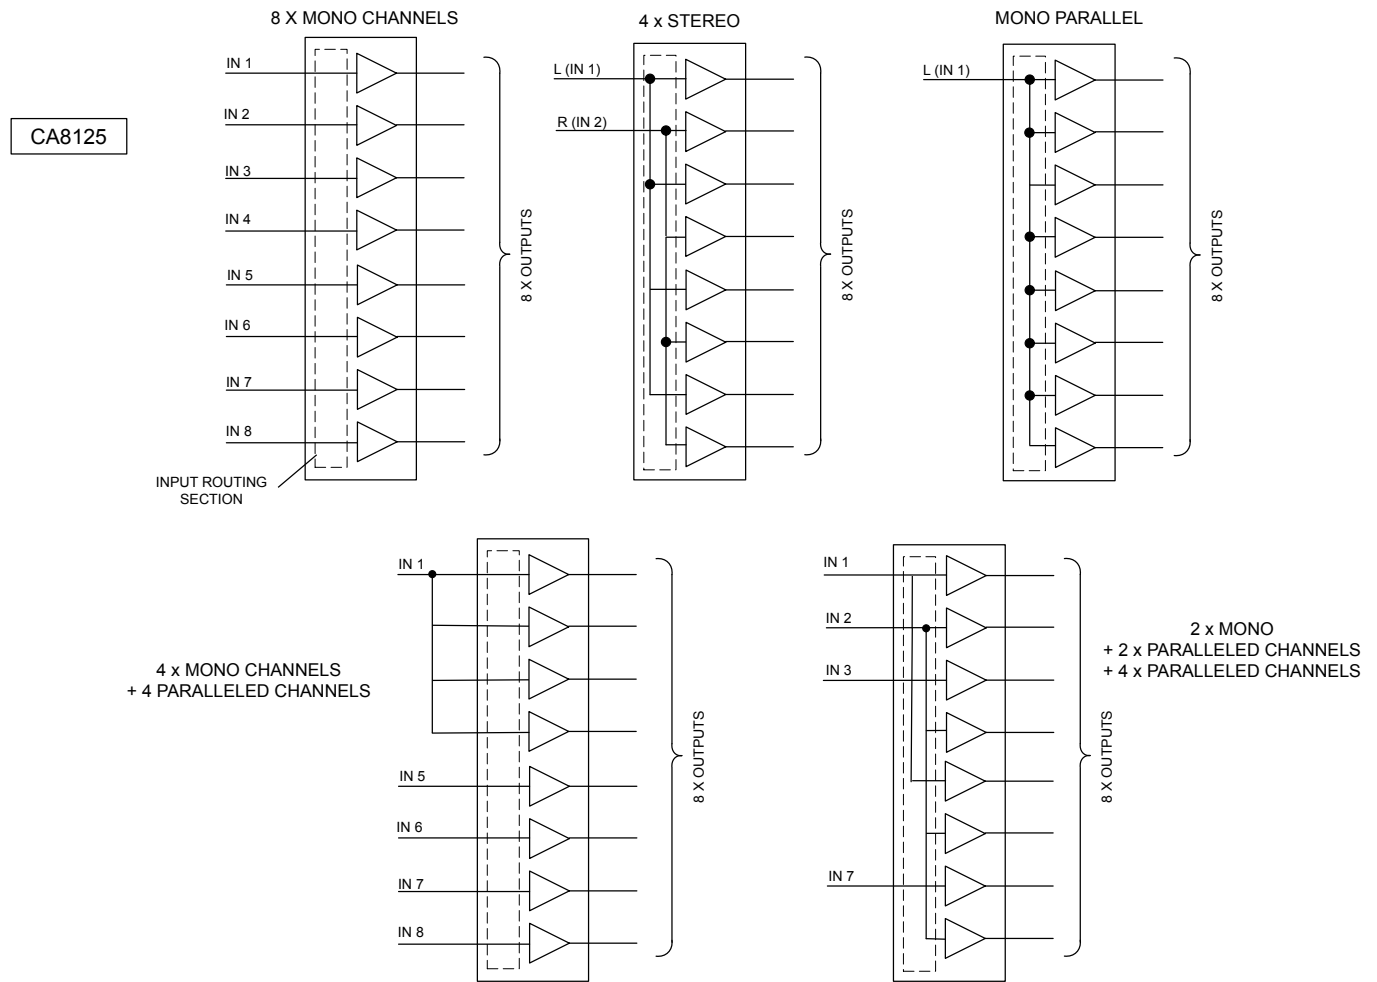 8 X MONO CHANNELS
4 x STEREO
MONO PARALLEL
CA8125
IN 1
IN 2
IN 3
IN 4
IN 5
IN 6
IN 7
IN 8
INPUT ROUTING
SECTION
8 X OUTPUTS
L (IN 1)
R (IN 2)
8 X OUTPUTS
L (IN 1)
8 X OUTPUTS
4 x MONO CHANNELS
+ 4 PARALLELED CHANNELS
IN 1
IN 5
IN 6
IN 7
IN 8
8 X OUTPUTS
IN 1
IN 2
IN 3
IN 7
8 X OUTPUTS
2 x MONO
+ 2 x PARALLELED CHANNELS
+ 4 x PARALLELED CHANNELS